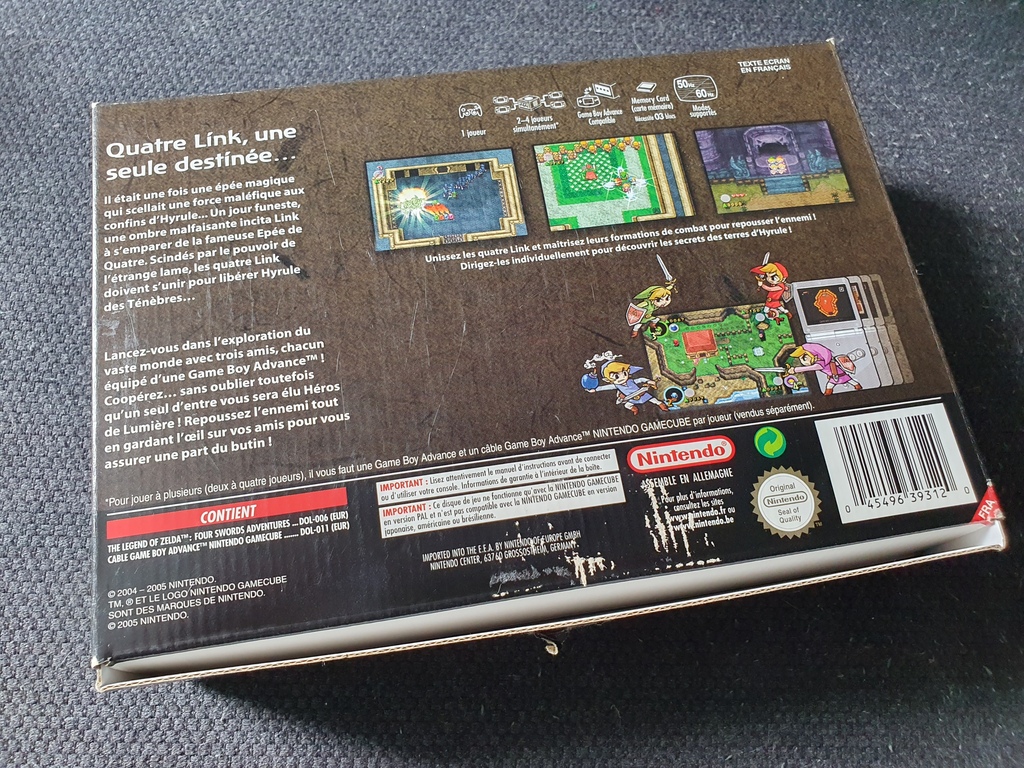 TEXTE ECRAN
EN FRANÇAIS
1 joueur
2-4 joueurs
simultanément*
Game Boy Advance
Compatible
Memory Card
(carte mémoire)
Nécessite 03 blocs
50Hz
60Hz
Modes
supportés
Quatre Link, une
seule destinée...
Il était une fois une épée magique
qui scellait une force maléfique aux
confins d'Hyrule... Un jour funeste,
une ombre malfaisante incita Link
à s'emparer de la fameuse Epée de
Quatre. Scindés par le pouvoir de
l'étrange lame, les quatre Link
doivent s'unir pour libérer Hyrule
des Ténèbres...
Unissez les quatre Link et maîtrisez leurs formations de combat pour repousser l'ennemi !
Dirigez-les individuellement pour découvrir les secrets des terres d'Hyrule !
Lancez-vous dans l'exploration du
vaste monde avec trois amis, chacun
équipé d'une Game Boy Advance™ !
Coopérez... sans oublier toutefois
qu'un seul d'entre vous sera élu Héros
de Lumière ! Repoussez l'ennemi tout
en gardant l'œil sur vos amis pour vous
assurer une part du butin !
*Pour jouer à plusieurs (deux à quatre joueurs), il vous faut une Game Boy Advance et un câble Game Boy Advance™ NINTENDO GAMECUBE par joueur (vendus séparément).
CONTIENT
THE LEGEND OF ZELDA™: FOUR SWORDS ADVENTURES ... DOL-006 (EUR)
CABLE GAME BOY ADVANCE™ NINTENDO GAMECUBE ....... DOL-011 (EUR)
© 2004 – 2005 NINTENDO.
TM, ® ET LE LOGO NINTENDO GAMECUBE
SONT DES MARQUES DE NINTENDO.
© 2005 NINTENDO.
IMPORTANT : Lisez attentivement le manuel d'instructions avant de connecter
ou d'utiliser votre console. Informations de garantie à l'intérieur de la boîte.
IMPORTANT : Ce disque de jeu ne fonctionne qu'avec le NINTENDO GAMECUBE
en version PAL et n'est pas compatible avec le NINTENDO GAMECUBE en version
japonaise, américaine ou brésilienne.
IMPORTED INTO THE E.E.A. BY NINTENDO OF EUROPE GMBH
NINTENDO CENTER, 63760 GROSSOSTHEIM, GERMANY
Nintendo®
ASSEMBLE EN ALLEMAGNE
Pour plus d'informations,
consultez les sites
www.nintendo.fr ou
www.nintendo.be
Original
Nintendo
Seal of
Quality
0 45496 39312 0
FRA